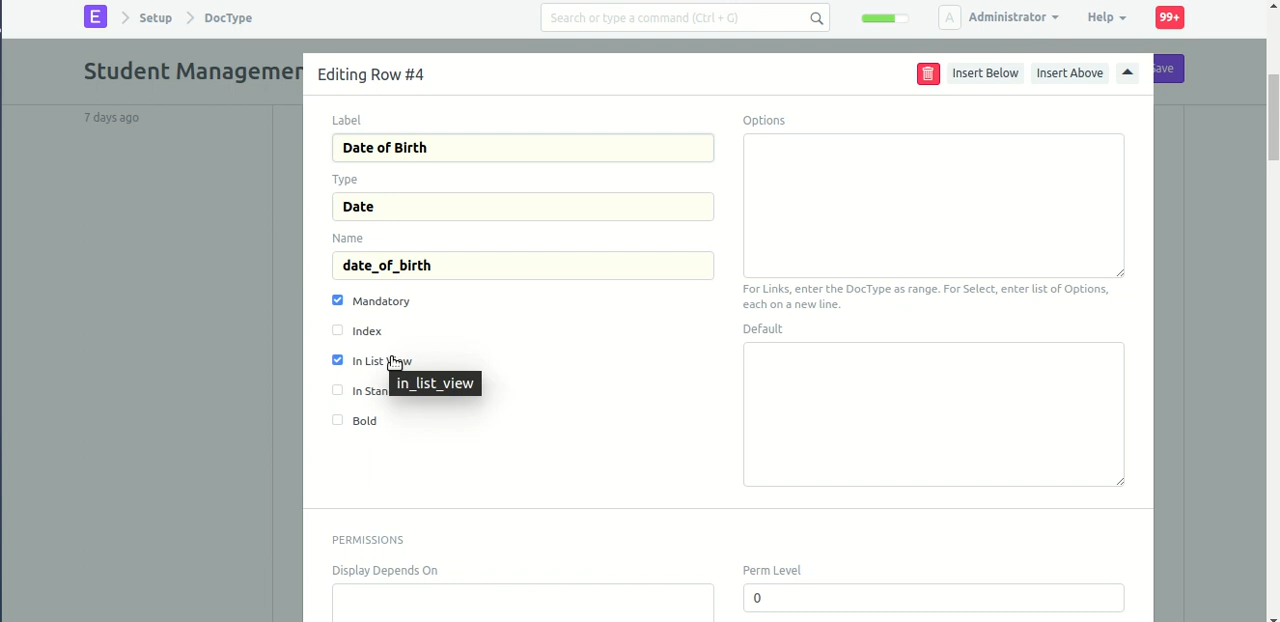 E Setup DocType Search or type a command (Ctrl + G) A Administrator Help 99+
Student Managemen
Editing Row #4 Insert Below Insert Above ave
7 days ago
Label
Date of Birth
Type
Date
Name
date_of_birth
Mandatory
Index
In List View
in_list_view
In Stan
Bold
Options
For Links, enter the DocType as range. For Select, enter list of Options,
each on a new line.
Default
PERMISSIONS
Display Depends On
Perm Level
0